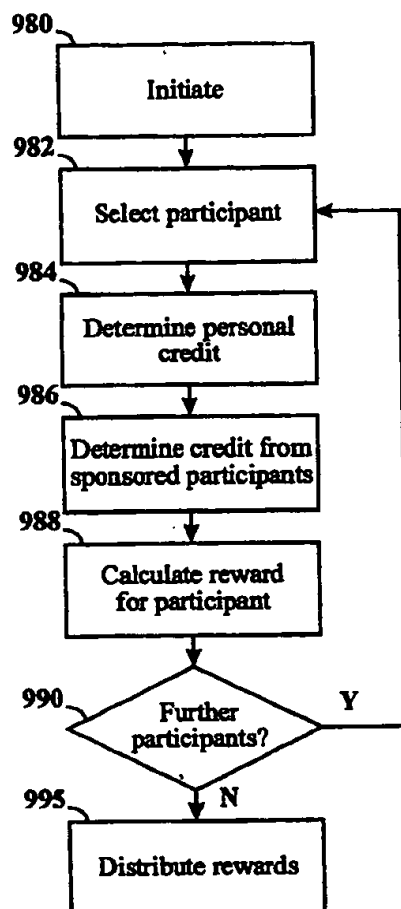 980
Initiate
982
Select participant
984
Determine personal
credit
986
Determine credit from
sponsored participants
988
Calculate reward
for participant
990
Further
participants?
Y
N
995
Distribute rewards